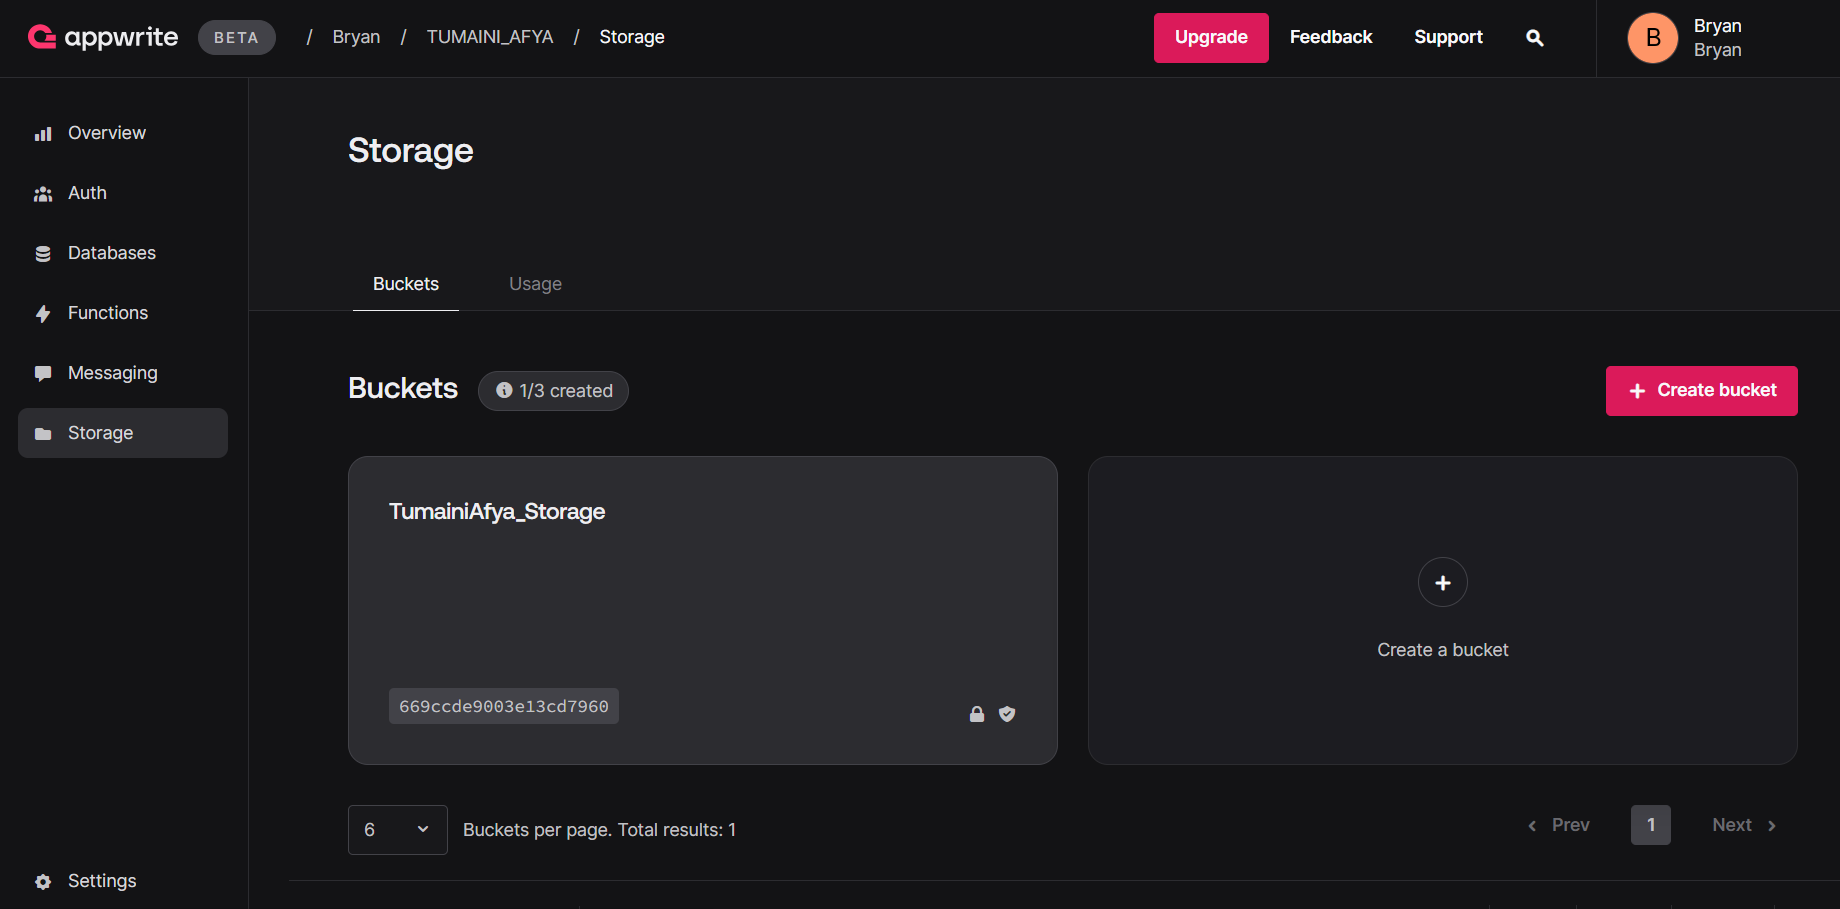 appwrite BETA / Bryan / TUMAINI_AFYA / Storage Upgrade Feedback Support B Bryan
Bryan
Overview
Auth
Databases
Functions
Messaging
Storage
Settings
Storage
Buckets Usage
Buckets 1/3 created + Create bucket
TumainiAfya_Storage
669ccde9003e13cd7960
+
Create a bucket
6 Buckets per page. Total results: 1 Prev 1 Next